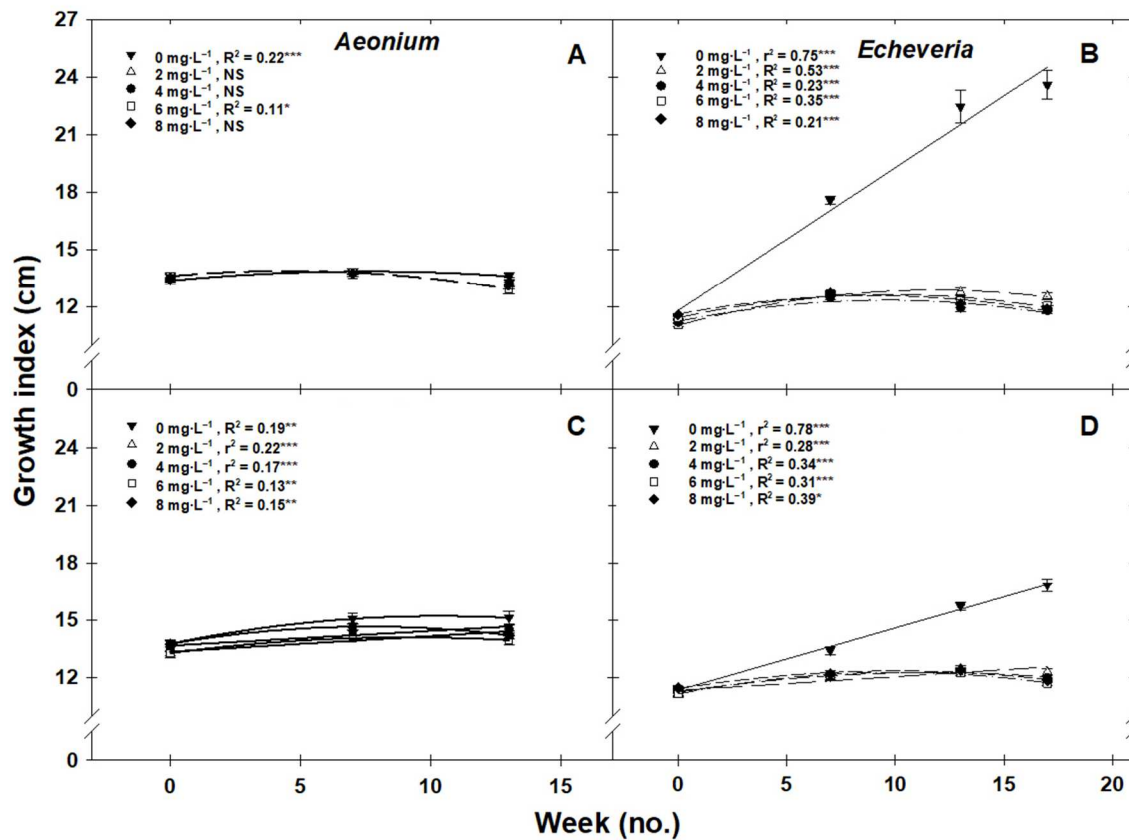 Growth index (cm)
27
24
21
18
15
12
0
Aeonium
A
0 mg·L⁻¹ , R² = 0.22***
2 mg·L⁻¹ , NS
4 mg·L⁻¹ , NS
6 mg·L⁻¹ , R² = 0.11*
8 mg·L⁻¹ , NS
Echeveria
B
0 mg·L⁻¹ , r² = 0.75***
2 mg·L⁻¹ , R² = 0.53***
4 mg·L⁻¹ , R² = 0.23***
6 mg·L⁻¹ , R² = 0.35***
8 mg·L⁻¹ , R² = 0.21***
24
21
18
15
12
0
C
0 mg·L⁻¹ , R² = 0.19**
2 mg·L⁻¹ , r² = 0.22***
4 mg·L⁻¹ , r² = 0.17***
6 mg·L⁻¹ , R² = 0.13**
8 mg·L⁻¹ , R² = 0.15**
D
0 mg·L⁻¹ , r² = 0.78***
2 mg·L⁻¹ , r² = 0.28***
4 mg·L⁻¹ , R² = 0.34***
6 mg·L⁻¹ , R² = 0.31***
8 mg·L⁻¹ , R² = 0.39*
0 5 10 15 0 5 10 15 20
Week (no.)